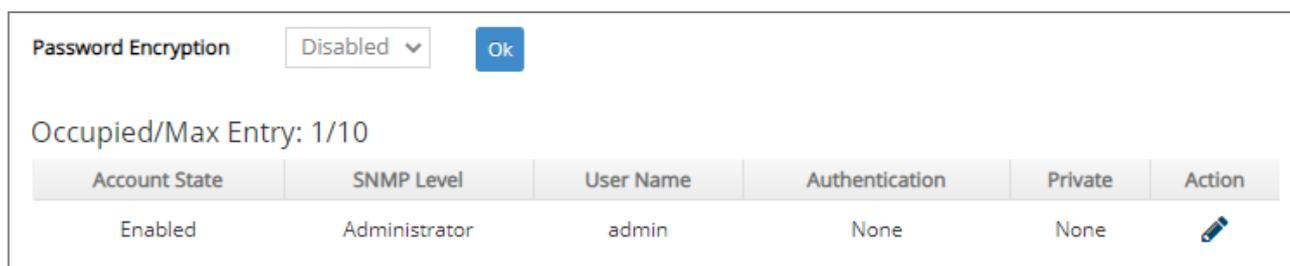 Password Encryption Disabled Ok
Occupied/Max Entry: 1/10
Account State SNMP Level User Name Authentication Private Action
Enabled Administrator admin None None